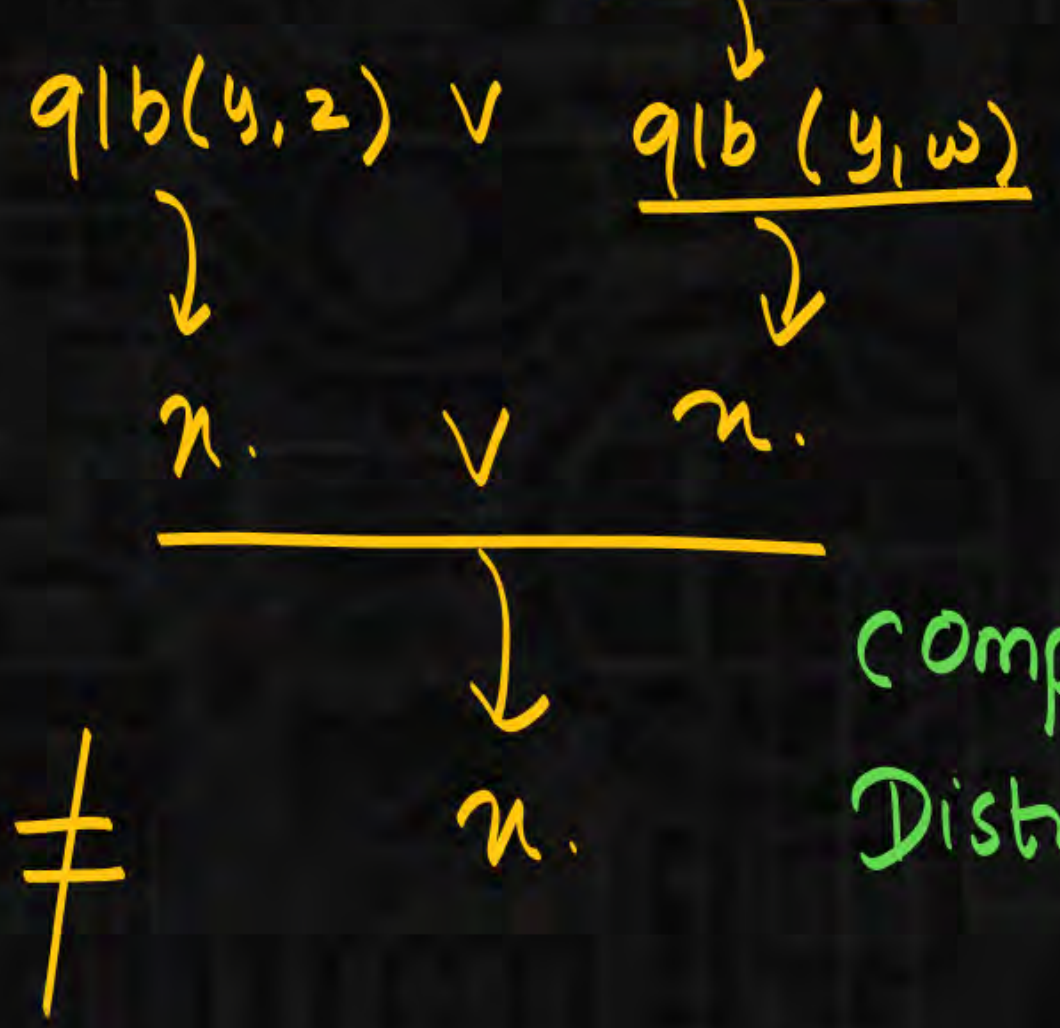 glb(y,z) ∨ glb(y,w)
x. ∨ x.
comp
x.
Dist
≠